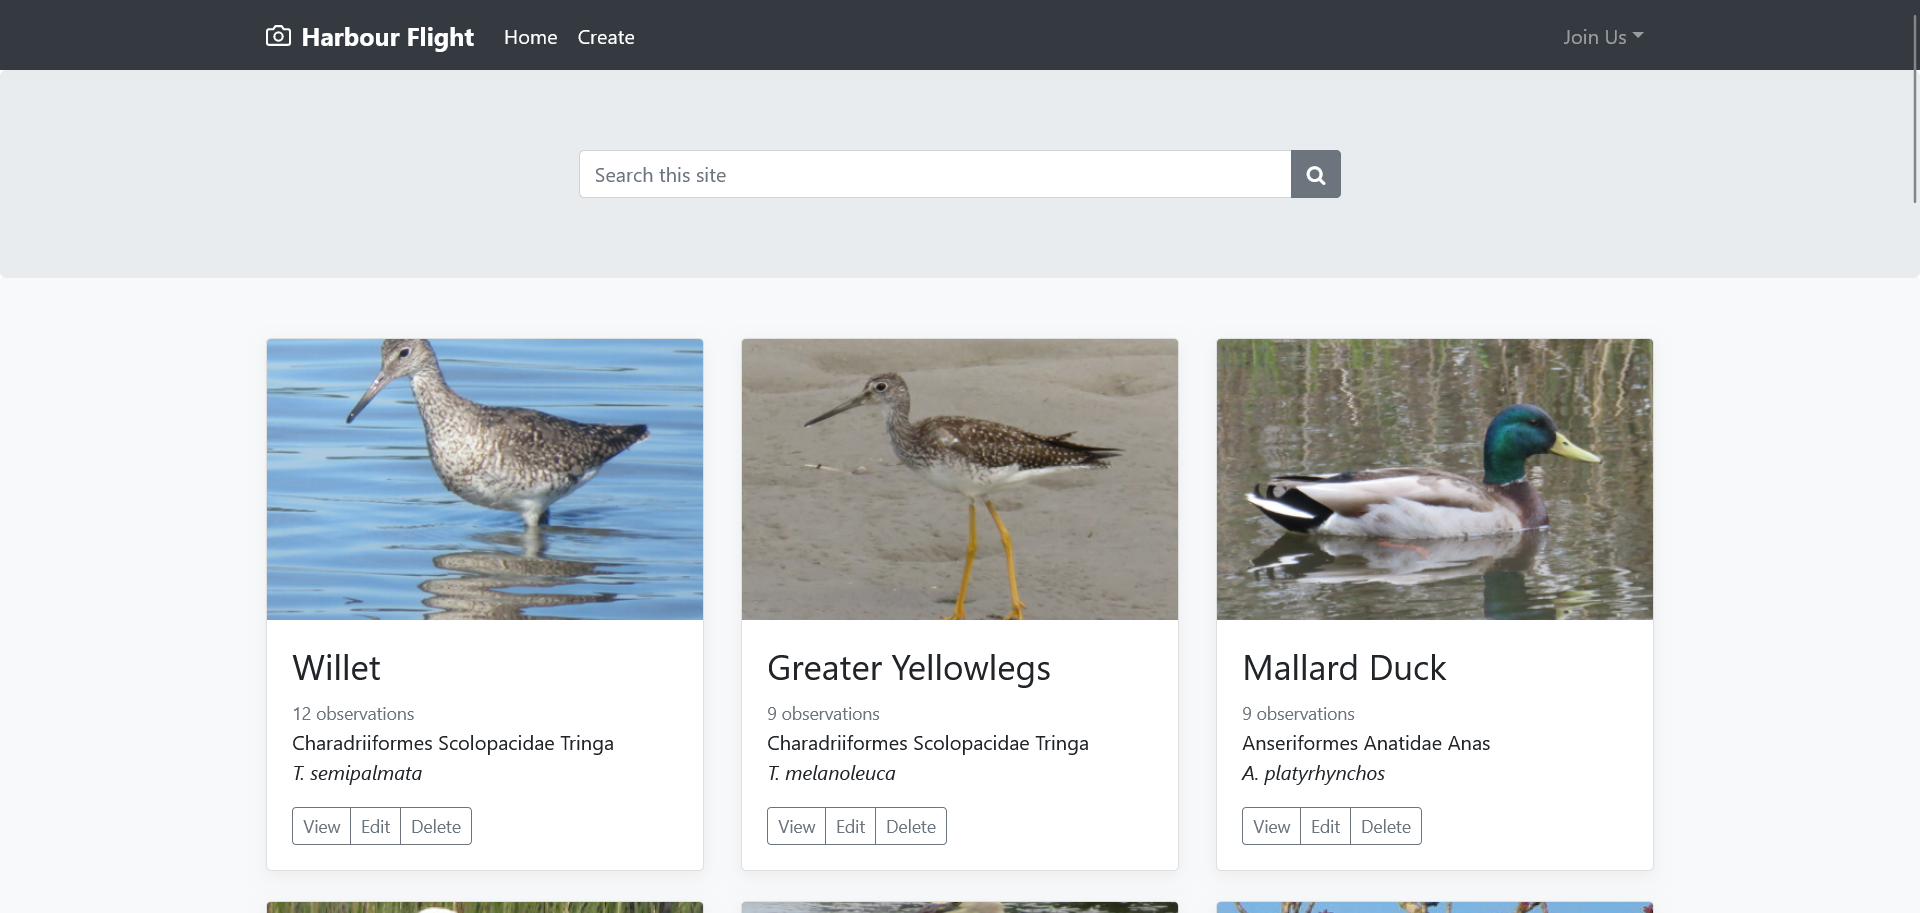 Harbour Flight Home Create Join Us
Search this site
Willet
12 observations
Charadriiformes Scolopacidae Tringa
T. semipalmata
View Edit Delete
Greater Yellowlegs
9 observations
Charadriiformes Scolopacidae Tringa
T. melanoleuca
View Edit Delete
Mallard Duck
9 observations
Anseriformes Anatidae Anas
A. platyrhynchos
View Edit Delete